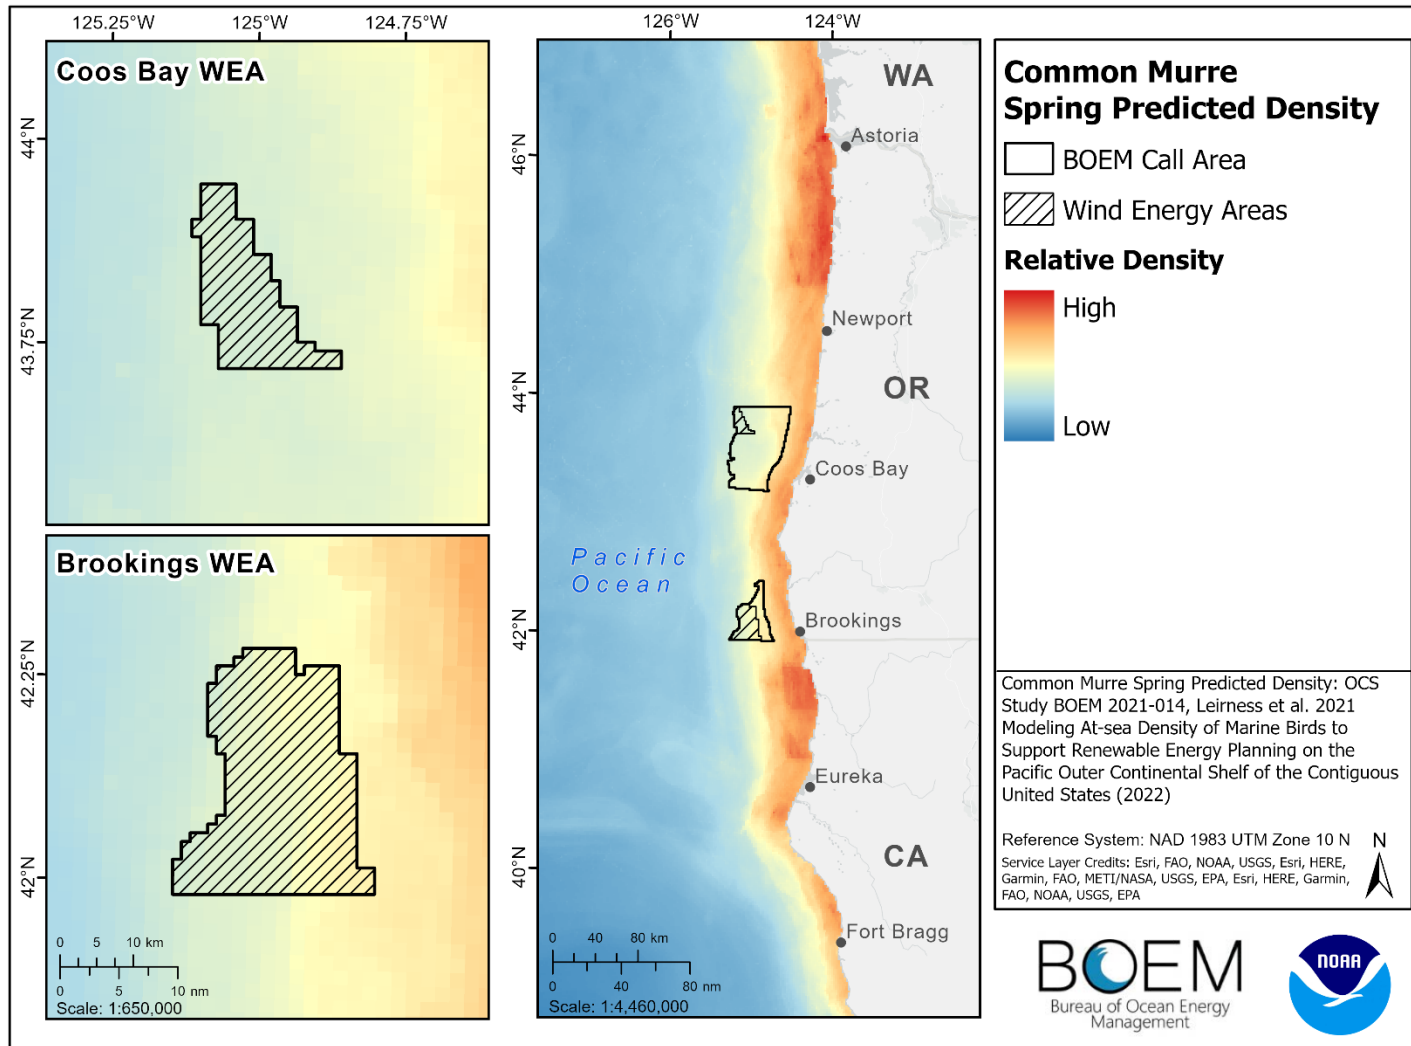 125.25°W
125°W
124.75°W
44°N
43.75°N
Coos Bay WEA
42.25°N
42°N
Brookings WEA
0 5 10 km
0 5 10 nm
Scale: 1:650,000
126°W
124°W
46°N
44°N
42°N
40°N
WA
Astoria
Newport
OR
Coos Bay
Pacific
Ocean
Brookings
Eureka
CA
Fort Bragg
0 40 80 km
0 40 80 nm
Scale: 1:4,460,000
Common Murre
Spring Predicted Density
BOEM Call Area
Wind Energy Areas
Relative Density
High
Low
Common Murre Spring Predicted Density: OCS
Study BOEM 2021-014, Leirness et al. 2021
Modeling At-sea Density of Marine Birds to
Support Renewable Energy Planning on the
Pacific Outer Continental Shelf of the Contiguous
United States (2022)
Reference System: NAD 1983 UTM Zone 10 N
N
Service Layer Credits: Esri, FAO, NOAA, USGS, Esri, HERE,
Garmin, FAO, METI/NASA, USGS, EPA, Esri, HERE, Garmin,
FAO, NOAA, USGS, EPA
BOEM
Bureau of Ocean Energy
Management
NOAA